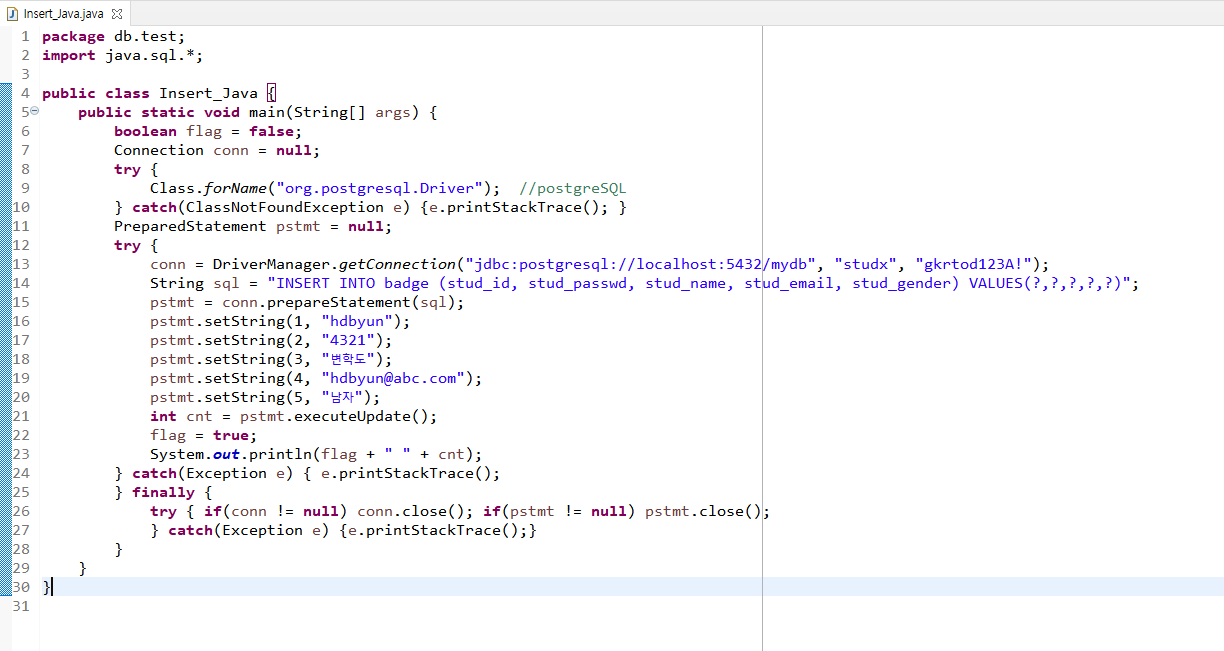 Insert_Java.java
1 package db.test;
2 import java.sql.*;
3
4 public class Insert_Java {
5     public static void main(String[] args) {
6         boolean flag = false;
7         Connection conn = null;
8         try {
9             Class.forName("org.postgresql.Driver");  //postgreSQL
10         } catch(ClassNotFoundException e) {e.printStackTrace(); }
11         PreparedStatement pstmt = null;
12         try {
13             conn = DriverManager.getConnection("jdbc:postgresql://localhost:5432/mydb", "studx", "gkrtod123A!");
14             String sql = "INSERT INTO badge (stud_id, stud_passwd, stud_name, stud_email, stud_gender) VALUES(?,?,?,?,?)";
15             pstmt = conn.prepareStatement(sql);
16             pstmt.setString(1, "hdbyun");
17             pstmt.setString(2, "4321");
18             pstmt.setString(3, "변학도");
19             pstmt.setString(4, "hdbyun@abc.com");
20             pstmt.setString(5, "남자");
21             int cnt = pstmt.executeUpdate();
22             flag = true;
23             System.out.println(flag + " " + cnt);
24         } catch(Exception e) { e.printStackTrace();
25         } finally {
26             try { if(conn != null) conn.close(); if(pstmt != null) pstmt.close();
27             } catch(Exception e) {e.printStackTrace();}
28         }
29     }
30 }
31